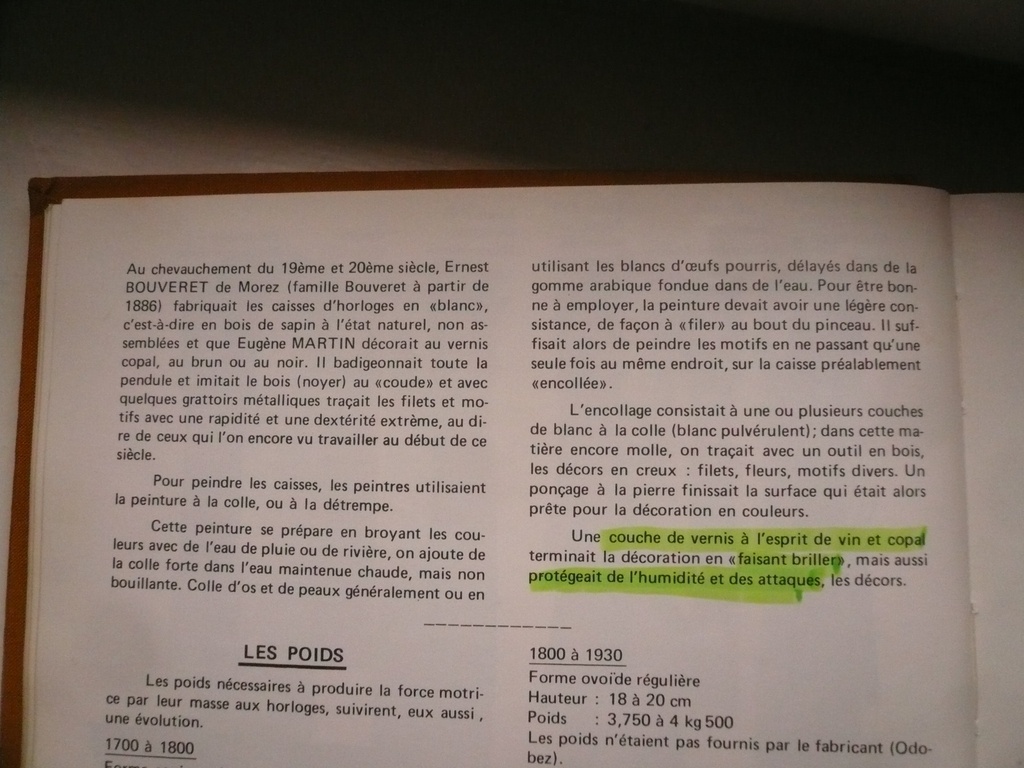 Au chevauchement du 19ème et 20ème siècle, Ernest
BOUVERET de Morez (famille Bouveret à partir de
1886) fabriquait les caisses d'horloges en «blanc»,
c'est-à-dire en bois de sapin à l'état naturel, non as-
semblées et que Eugène MARTIN décorait au vernis
copal, au brun ou au noir. Il badigeonnait toute la
pendule et imitait le bois (noyer) au «coude» et avec
quelques grattoirs métalliques traçait les filets et mo-
tifs avec une rapidité et une dextérité extrème, au di-
re de ceux qui l'on encore vu travailler au début de ce
siècle.
Pour peindre les caisses, les peintres utilisaient
la peinture à la colle, ou à la détrempe.
Cette peinture se prépare en broyant les cou-
leurs avec de l'eau de pluie ou de rivière, on ajoute de
la colle forte dans l'eau maintenue chaude, mais non
bouillante. Colle d'os et de peaux généralement ou en
utilisant les blancs d'œufs pourris, délayés dans de la
gomme arabique fondue dans de l'eau. Pour être bon-
ne à employer, la peinture devait avoir une légère con-
sistance, de façon à «filer» au bout du pinceau. Il suf-
fisait alors de peindre les motifs en ne passant qu'une
seule fois au même endroit, sur la caisse préalablement
«encollée».
L'encollage consistait à une ou plusieurs couches
de blanc à la colle (blanc pulvérulent); dans cette ma-
tière encore molle, on traçait avec un outil en bois,
les décors en creux : filets, fleurs, motifs divers. Un
ponçage à la pierre finissait la surface qui était alors
prête pour la décoration en couleurs.
Une couche de vernis à l'esprit de vin et copal
terminait la décoration en «faisant briller», mais aussi
protégeait de l'humidité et des attaques, les décors.
LES POIDS
Les poids nécessaires à produire la force motri-
ce par leur masse aux horloges, suivirent, eux aussi,
une évolution.
1700 à 1800
1800 à 1930
Forme ovoïde régulière
Hauteur : 18 à 20 cm
Poids : 3,750 à 4 kg 500
Les poids n'étaient pas fournis par le fabricant (Odo-
bez).